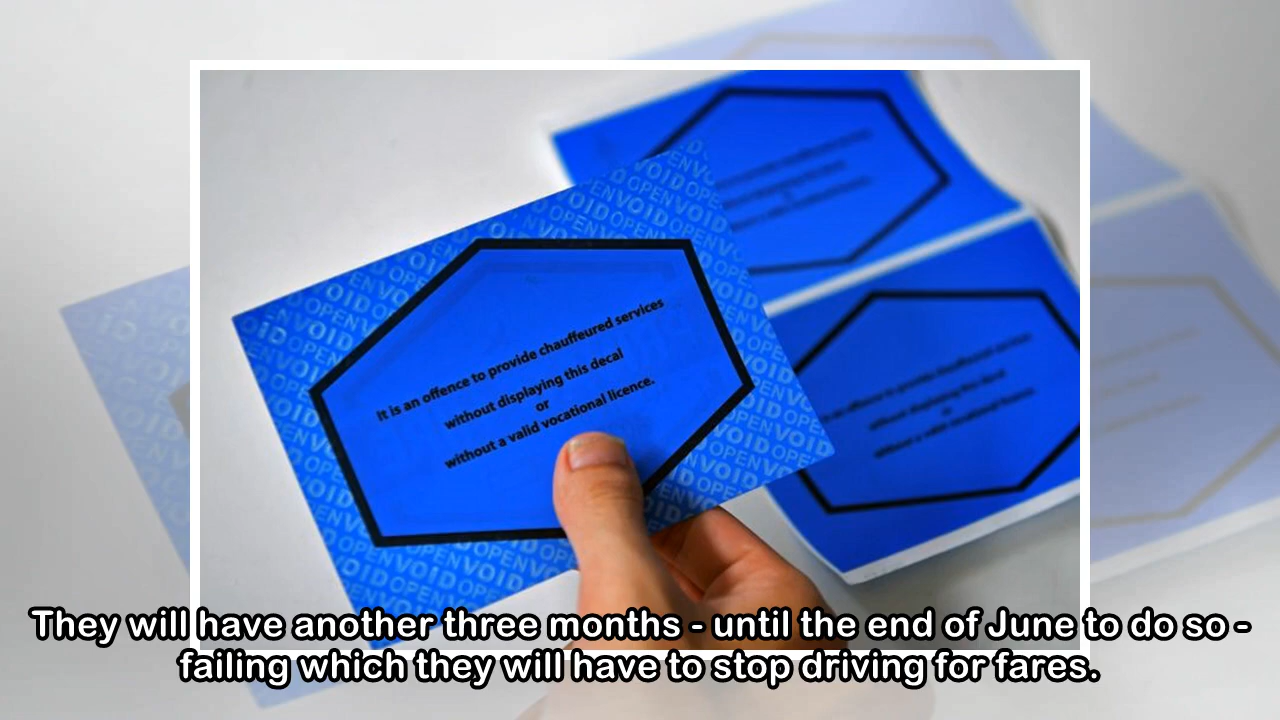 It is an offence to provide chauffeured services
without displaying this decal
or
without a valid vocational licence.
They will have another three months - until the end of June to do so -
failing which they will have to stop driving for fares.